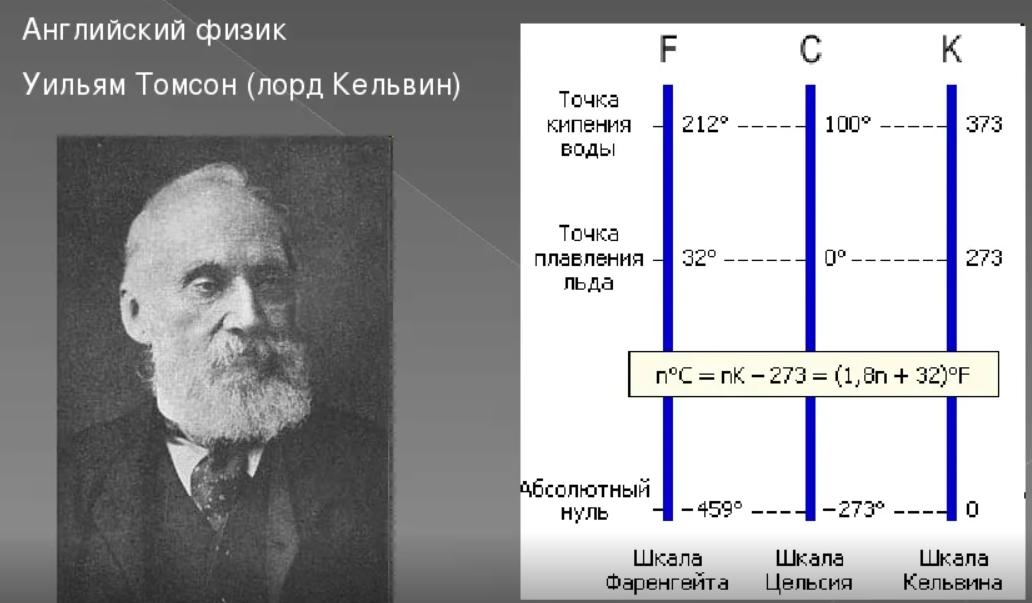 Английский физик
Уильям Томсон (лорд Кельвин)
F C K
Точка
кипения
воды
212° 100° 373
Точка
плавления
льда
32° 0° 273
n°C = nK − 273 = (1,8n + 32)°F
Абсолютный
нуль
−459° −273° 0
Шкала
Фаренгейта
Шкала
Цельсия
Шкала
Кельвина